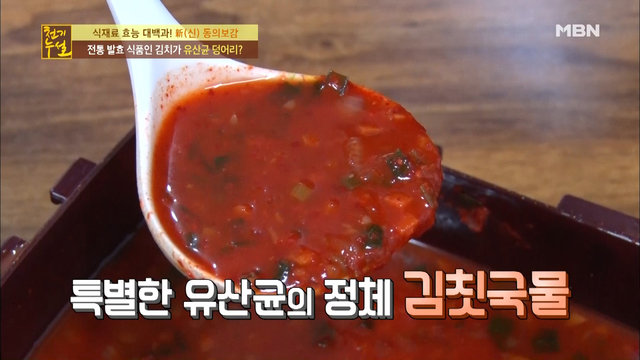 천기누설
식재료 효능 대백과! 新(신) 동의보감
전통 발효 식품인 김치가 유산균 덩어리?
MBN
특별한 유산균의 정체 김칫국물